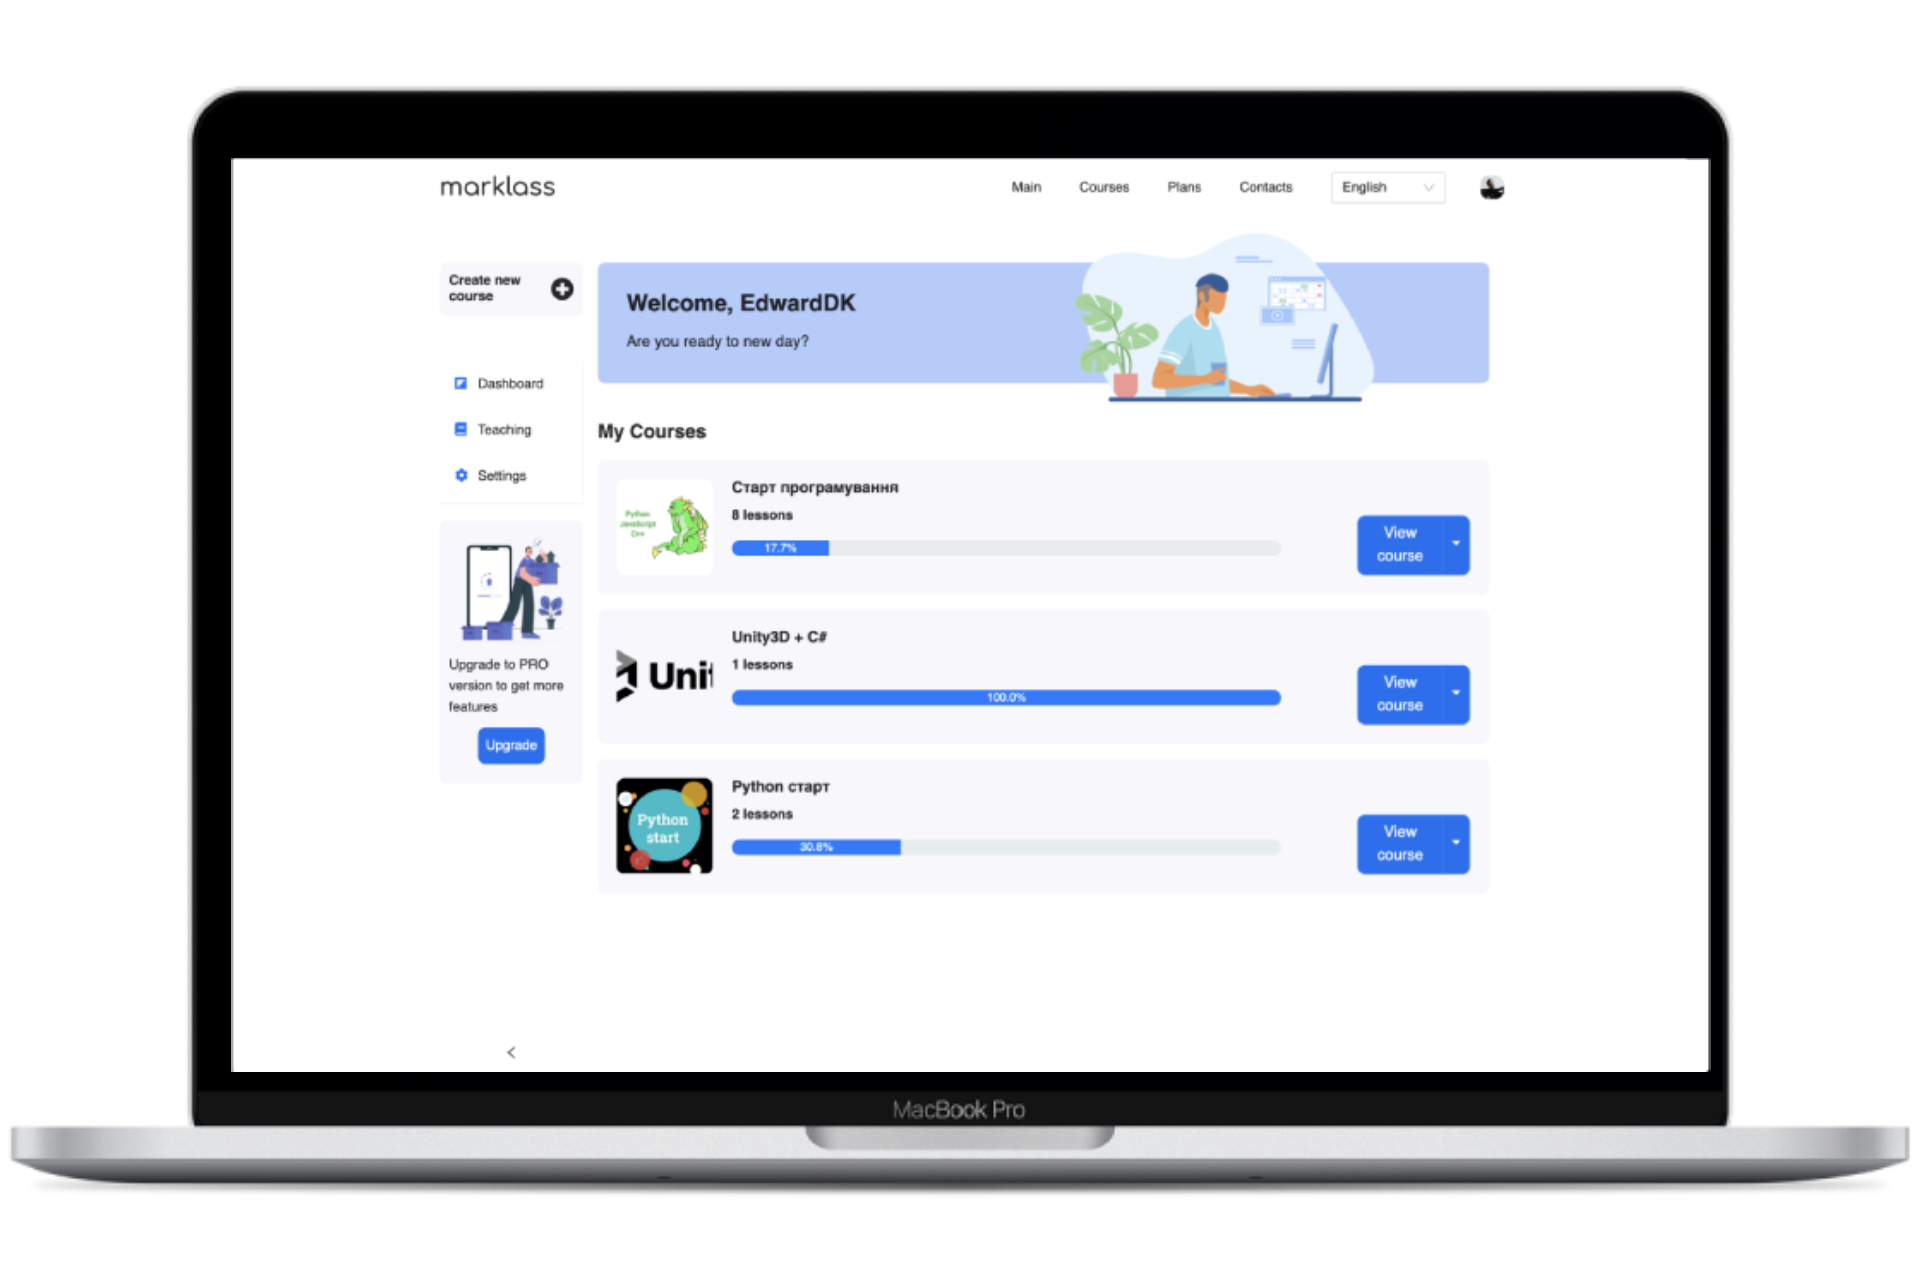 marklass
Main
Courses
Plans
Contacts
English
Create new
course
Welcome, EdwardDK
Are you ready to new day?
Dashboard
Teaching
Settings
My Courses
Python
JavaScript
C++
Старт програмування
8 lessons
17.7%
View
course
Unit
Unity3D + C#
1 lessons
100.0%
View
course
Python
start
Python старт
2 lessons
30.8%
View
course
Upgrade to PRO
version to get more
features
Upgrade
MacBook Pro